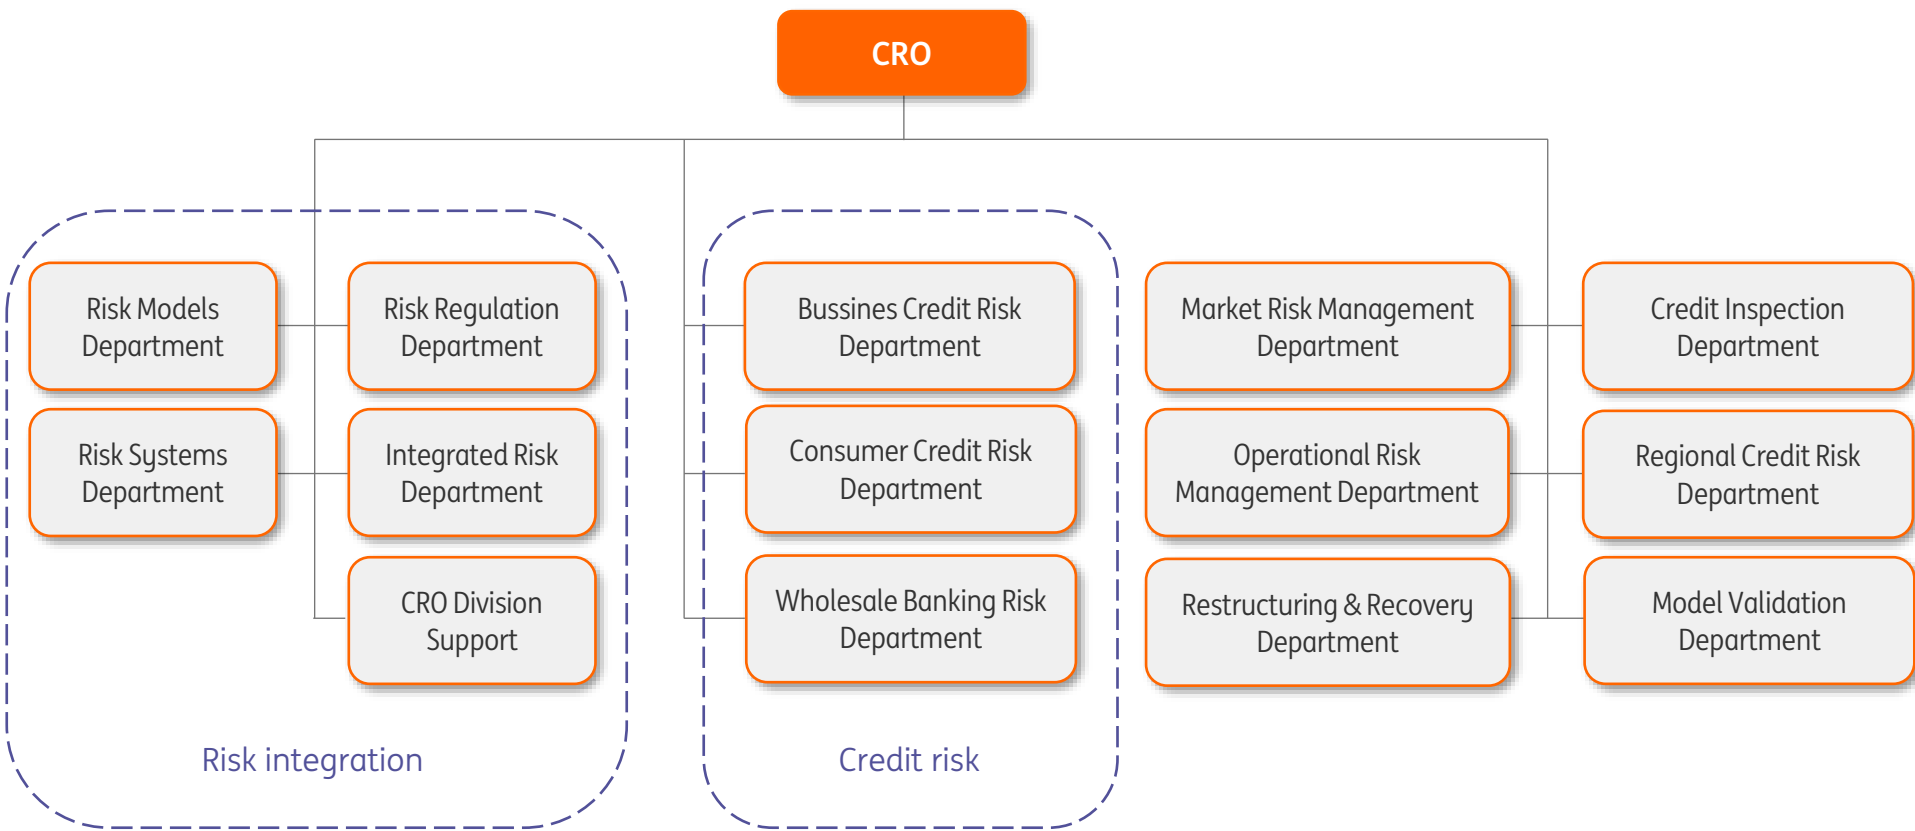 CRO
Risk Models
Department
Risk Regulation
Department
Risk Systems
Department
Integrated Risk
Department
CRO Division
Support
Risk integration
Bussines Credit Risk
Department
Consumer Credit Risk
Department
Wholesale Banking Risk
Department
Credit risk
Market Risk Management
Department
Credit Inspection
Department
Operational Risk
Management Department
Regional Credit Risk
Department
Restructuring & Recovery
Department
Model Validation
Department